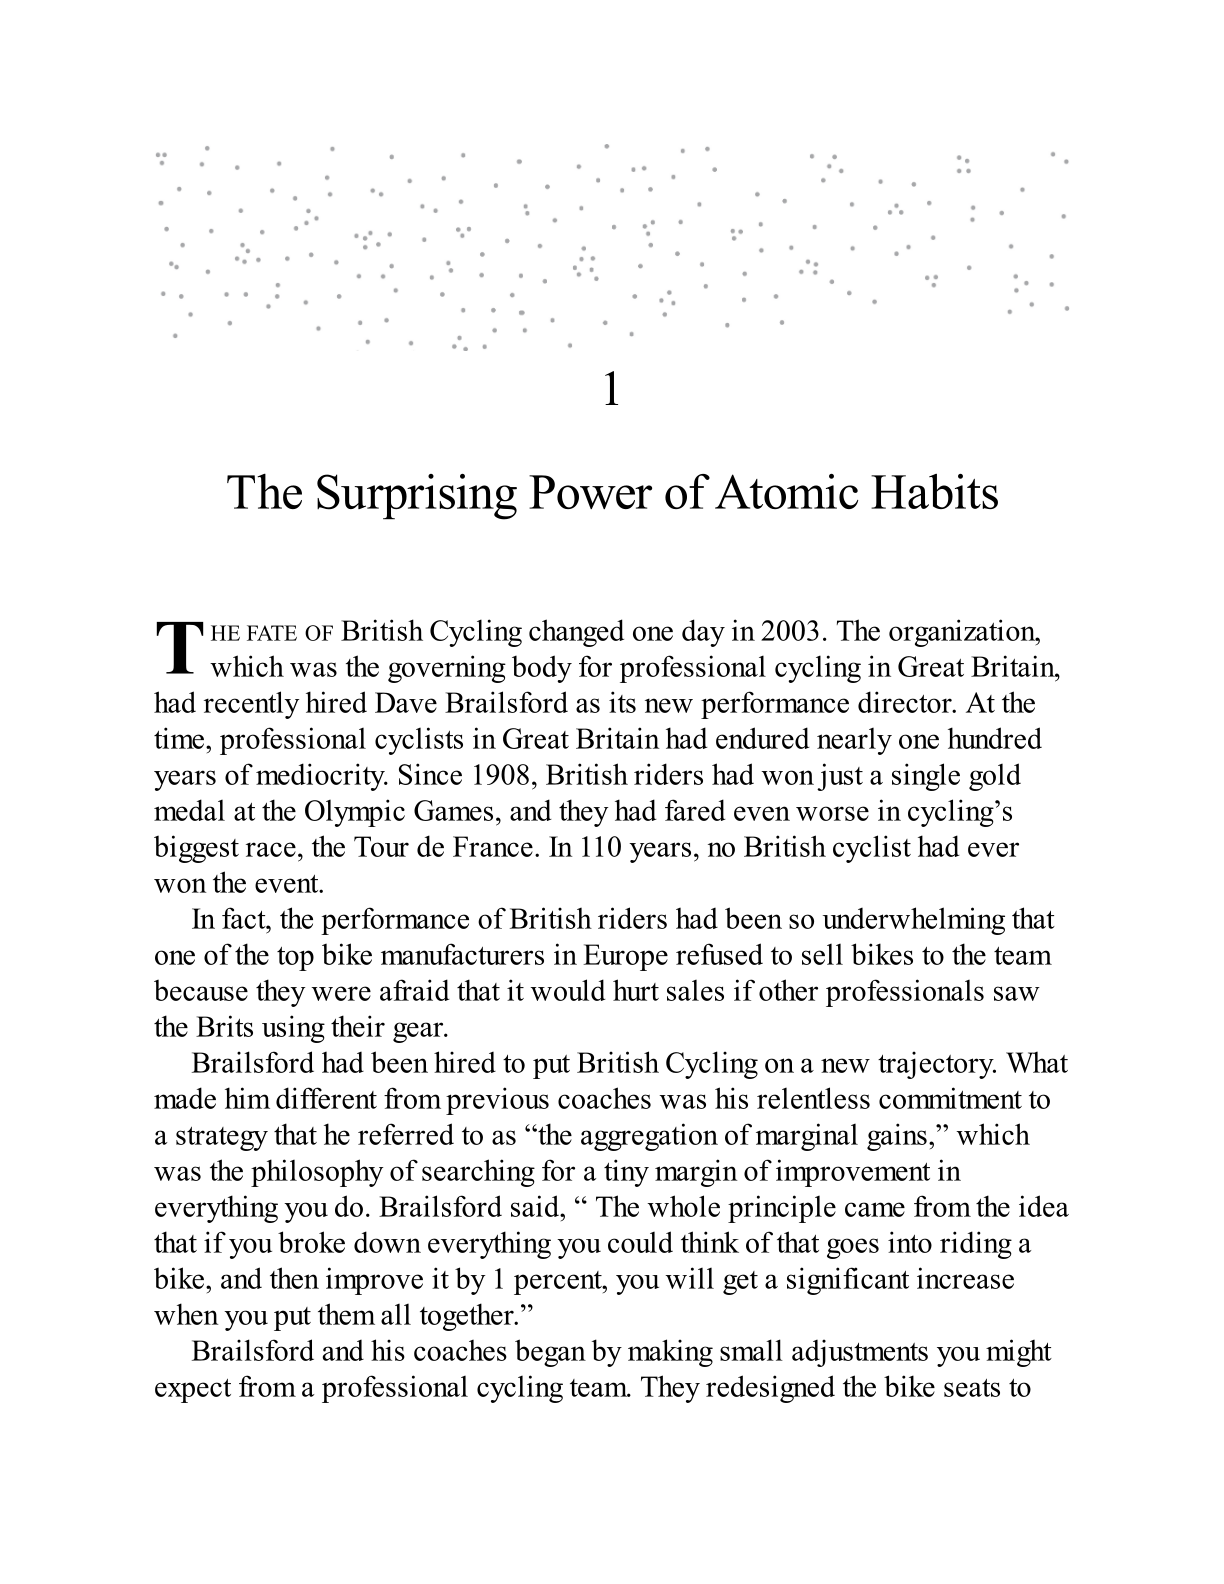 1
The Surprising Power of Atomic Habits
THE FATE OF British Cycling changed one day in 2003. The organization,
which was the governing body for professional cycling in Great Britain,
had recently hired Dave Brailsford as its new performance director. At the
time, professional cyclists in Great Britain had endured nearly one hundred
years of mediocrity. Since 1908, British riders had won just a single gold
medal at the Olympic Games, and they had fared even worse in cycling’s
biggest race, the Tour de France. In 110 years, no British cyclist had ever
won the event.
In fact, the performance of British riders had been so underwhelming that
one of the top bike manufacturers in Europe refused to sell bikes to the team
because they were afraid that it would hurt sales if other professionals saw
the Brits using their gear.
Brailsford had been hired to put British Cycling on a new trajectory. What
made him different from previous coaches was his relentless commitment to
a strategy that he referred to as “the aggregation of marginal gains,” which
was the philosophy of searching for a tiny margin of improvement in
everything you do. Brailsford said, “ The whole principle came from the idea
that if you broke down everything you could think of that goes into riding a
bike, and then improve it by 1 percent, you will get a significant increase
when you put them all together.”
Brailsford and his coaches began by making small adjustments you might
expect from a professional cycling team. They redesigned the bike seats to